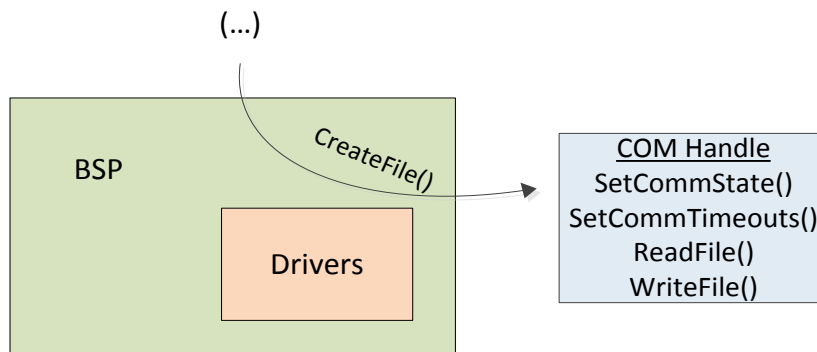 (...)
CreateFile()
BSP
Drivers
COM Handle
SetCommState()
SetCommTimeouts()
ReadFile()
WriteFile()